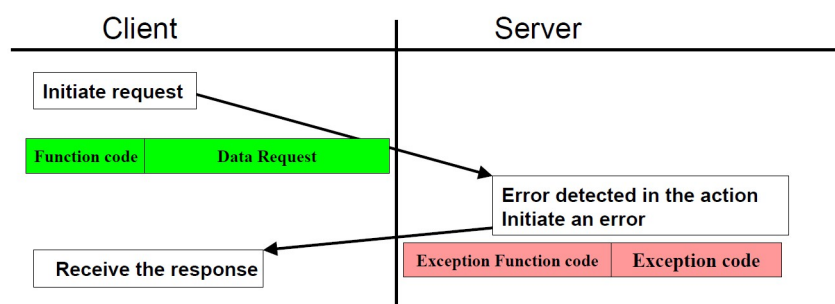 Client
Server
Initiate request
Function code
Data Request
Error detected in the action
Initiate an error
Receive the response
Exception Function code
Exception code